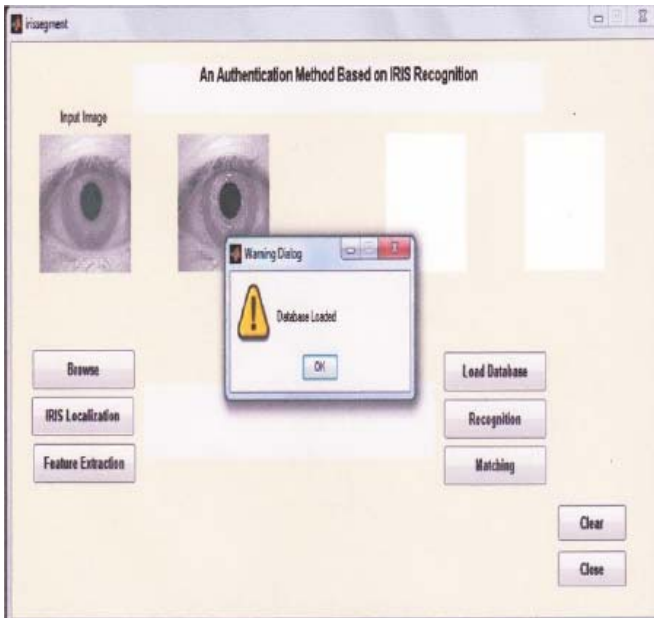 irissegment
An Authentication Method Based on IRIS Recognition
Input Image
Warning Dialog
Database Loaded
OK
Browse
IRIS Localization
Feature Extraction
Load Database
Recognition
Matching
Clear
Close